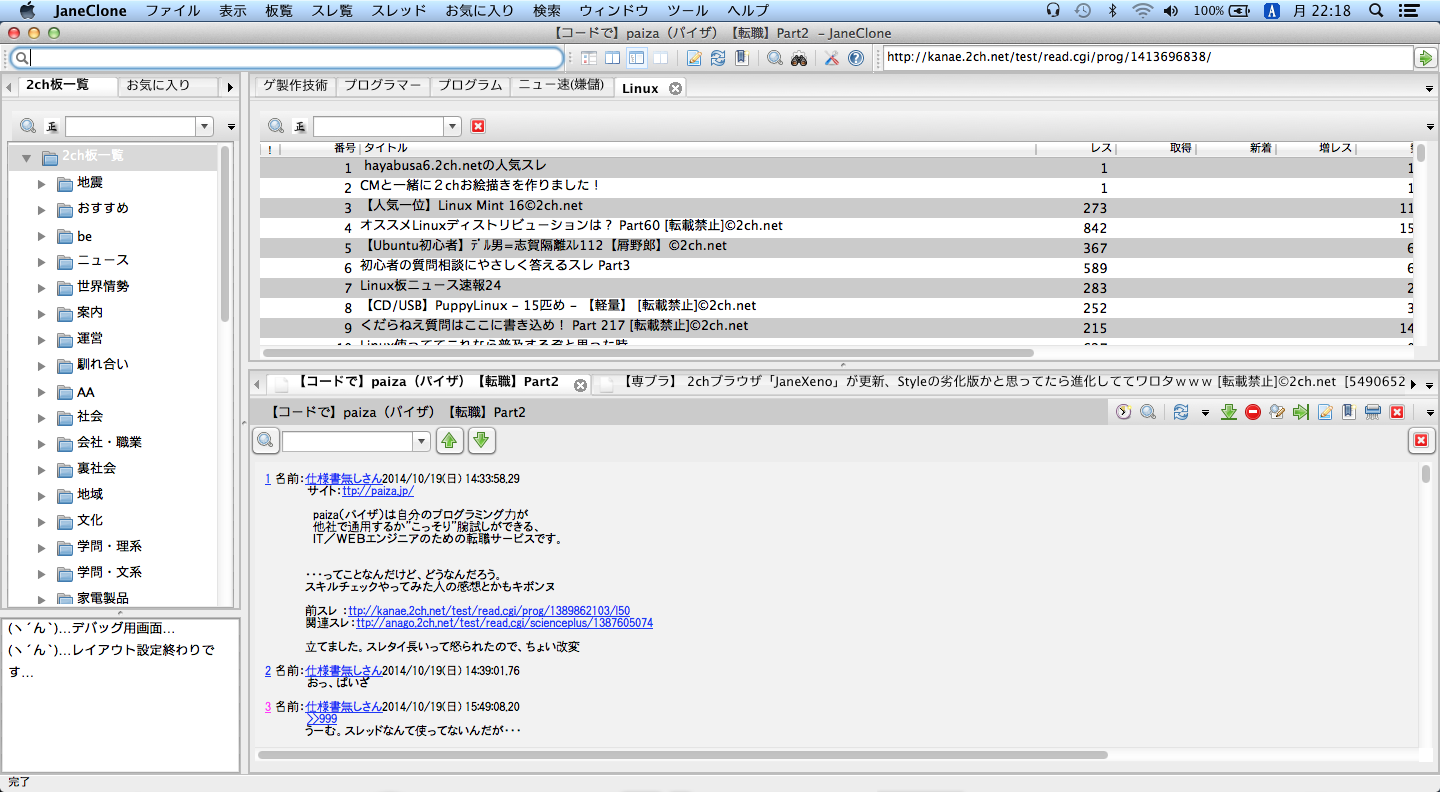 JaneClone ファイル 表示 板覧 スレ覧 スレッド お気に入り 検索 ウィンドウ ツール ヘルプ 100% A 月 22:18
【コードで】paiza（パイザ）【転職】Part2 - JaneClone
http://kanae.2ch.net/test/read.cgi/prog/1413696838/
2ch板一覧 お気に入り
ゲ製作技術 プログラマー プログラム ニュー速(嫌儲) Linux
正
正
2ch板一覧
地震
おすすめ
be
ニュース
世界情勢
案内
運営
馴れ合い
AA
社会
会社・職業
裏社会
地域
文化
学問・理系
学問・文系
家電製品
! 番号 タイトル レス 取得 新着 増レス
1 hayabusa6.2ch.netの人気スレ 1 1
2 CMと一緒に２chお絵描きを作りました！ 1 1
3 【人気一位】Linux Mint 16©2ch.net 273 11
4 オススメLinuxディストリビューションは？ Part60 [転載禁止]©2ch.net 842 15
5 【Ubuntu初心者】ﾃﾞﾙ男=志賀隔離ｽﾚ112【屑野郎】©2ch.net 367 6
6 初心者の質問相談にやさしく答えるスレ Part3 589 6
7 Linux板ニュース速報24 283 2
8 【CD/USB】PuppyLinux - 15匹め - 【軽量】 [転載禁止]©2ch.net 252 3
9 くだらねえ質問はここに書き込め！ Part 217 [転載禁止]©2ch.net 215 14
10 Linux使っててこれなら普及するぞと思った時 627
【コードで】paiza（パイザ）【転職】Part2 【専ブラ】 2chブラウザ「JaneXeno」が更新、Styleの劣化版かと思ってたら進化しててワロタｗｗｗ [転載禁止]©2ch.net [5490652
【コードで】paiza（パイザ）【転職】Part2
1 名前：仕様書無しさん2014/10/19(日) 14:33:58.29
サイト：ttp://paiza.jp/
paiza(パイザ)は自分のプログラミング力が
他社で通用するか"こっそり"腕試しができる、
IT／WEBエンジニアのための転職サービスです。
・・・ってことなんだけど、どうなんだろう。
スキルチェックやってみた人の感想とかもキボンヌ
前スレ ：ttp://kanae.2ch.net/test/read.cgi/prog/1389862103/l50
関連スレ：ttp://anago.2ch.net/test/read.cgi/scienceplus/1387605074
立てました。スレタイ長いって怒られたので、ちょい改変
2 名前：仕様書無しさん2014/10/19(日) 14:39:01.76
おっ、ぱいざ
3 名前：仕様書無しさん2014/10/19(日) 15:49:08.20
>>999
うーむ。スレッドなんて使ってないんだが・・・
(ヽ´ん`)...デバッグ用画面...
(ヽ´ん`)...レイアウト設定終わりで
す...
完了